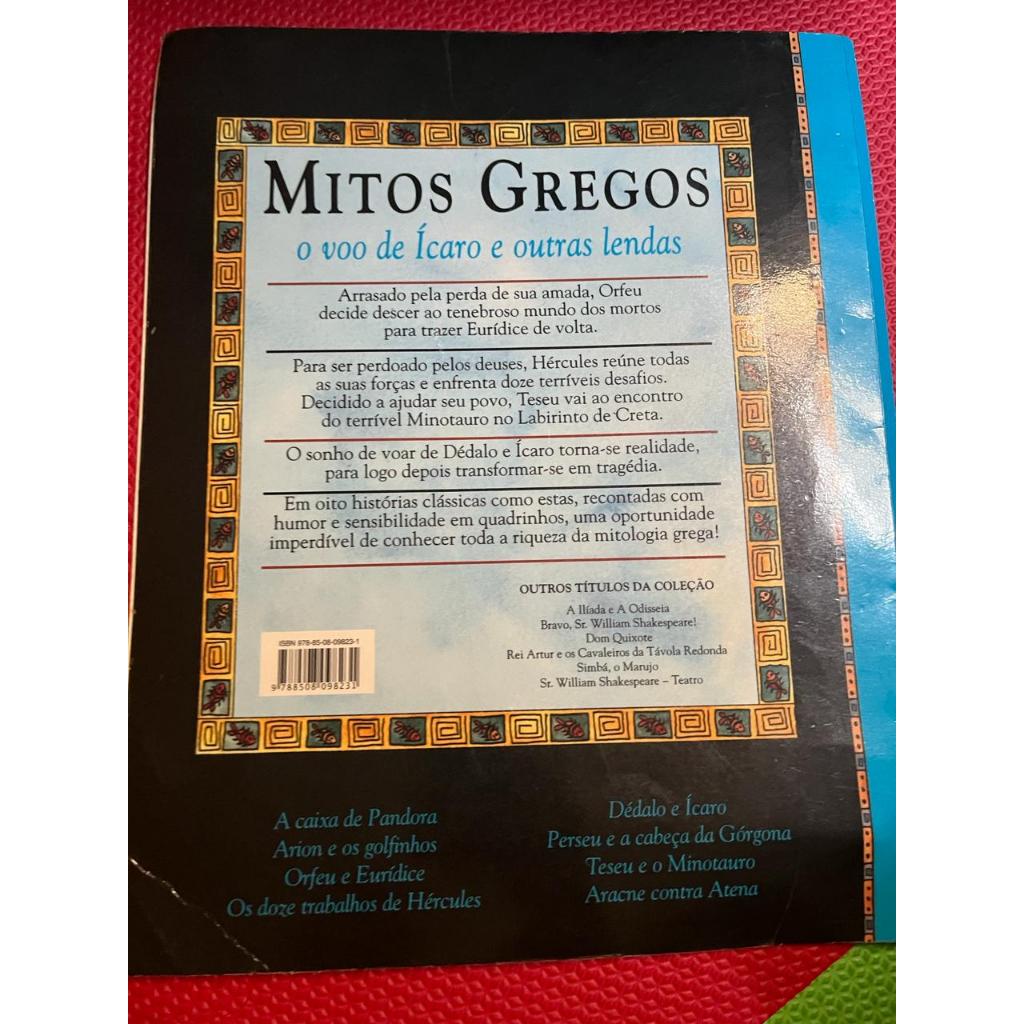 MITOS GREGOS
o voo de Ícaro e outras lendas
Arrasado pela perda de sua amada, Orfeu
decide descer ao tenebroso mundo dos mortos
para trazer Eurídice de volta.
Para ser perdoado pelos deuses, Hércules reúne todas
as suas forças e enfrenta doze terríveis desafios.
Decidido a ajudar seu povo, Teseu vai ao encontro
do terrível Minotauro no Labirinto de Creta.
O sonho de voar de Dédalo e Ícaro torna-se realidade,
para logo depois transformar-se em tragédia.
Em oito histórias clássicas como estas, recontadas com
humor e sensibilidade em quadrinhos, uma oportunidade
imperdível de conhecer toda a riqueza da mitologia grega!
OUTROS TÍTULOS DA COLEÇÃO
A Ilíada e A Odisseia
Bravo, Sr. William Shakespeare!
Dom Quixote
Rei Artur e os Cavaleiros da Távola Redonda
Simbá, o Marujo
Sr. William Shakespeare – Teatro
ISBN 978-85-08-09823-1
9 788508 098231
A caixa de Pandora
Arion e os golfinhos
Orfeu e Eurídice
Os doze trabalhos de Hércules
Dédalo e Ícaro
Perseu e a cabeça da Górgona
Teseu e o Minotauro
Aracne contra Atena